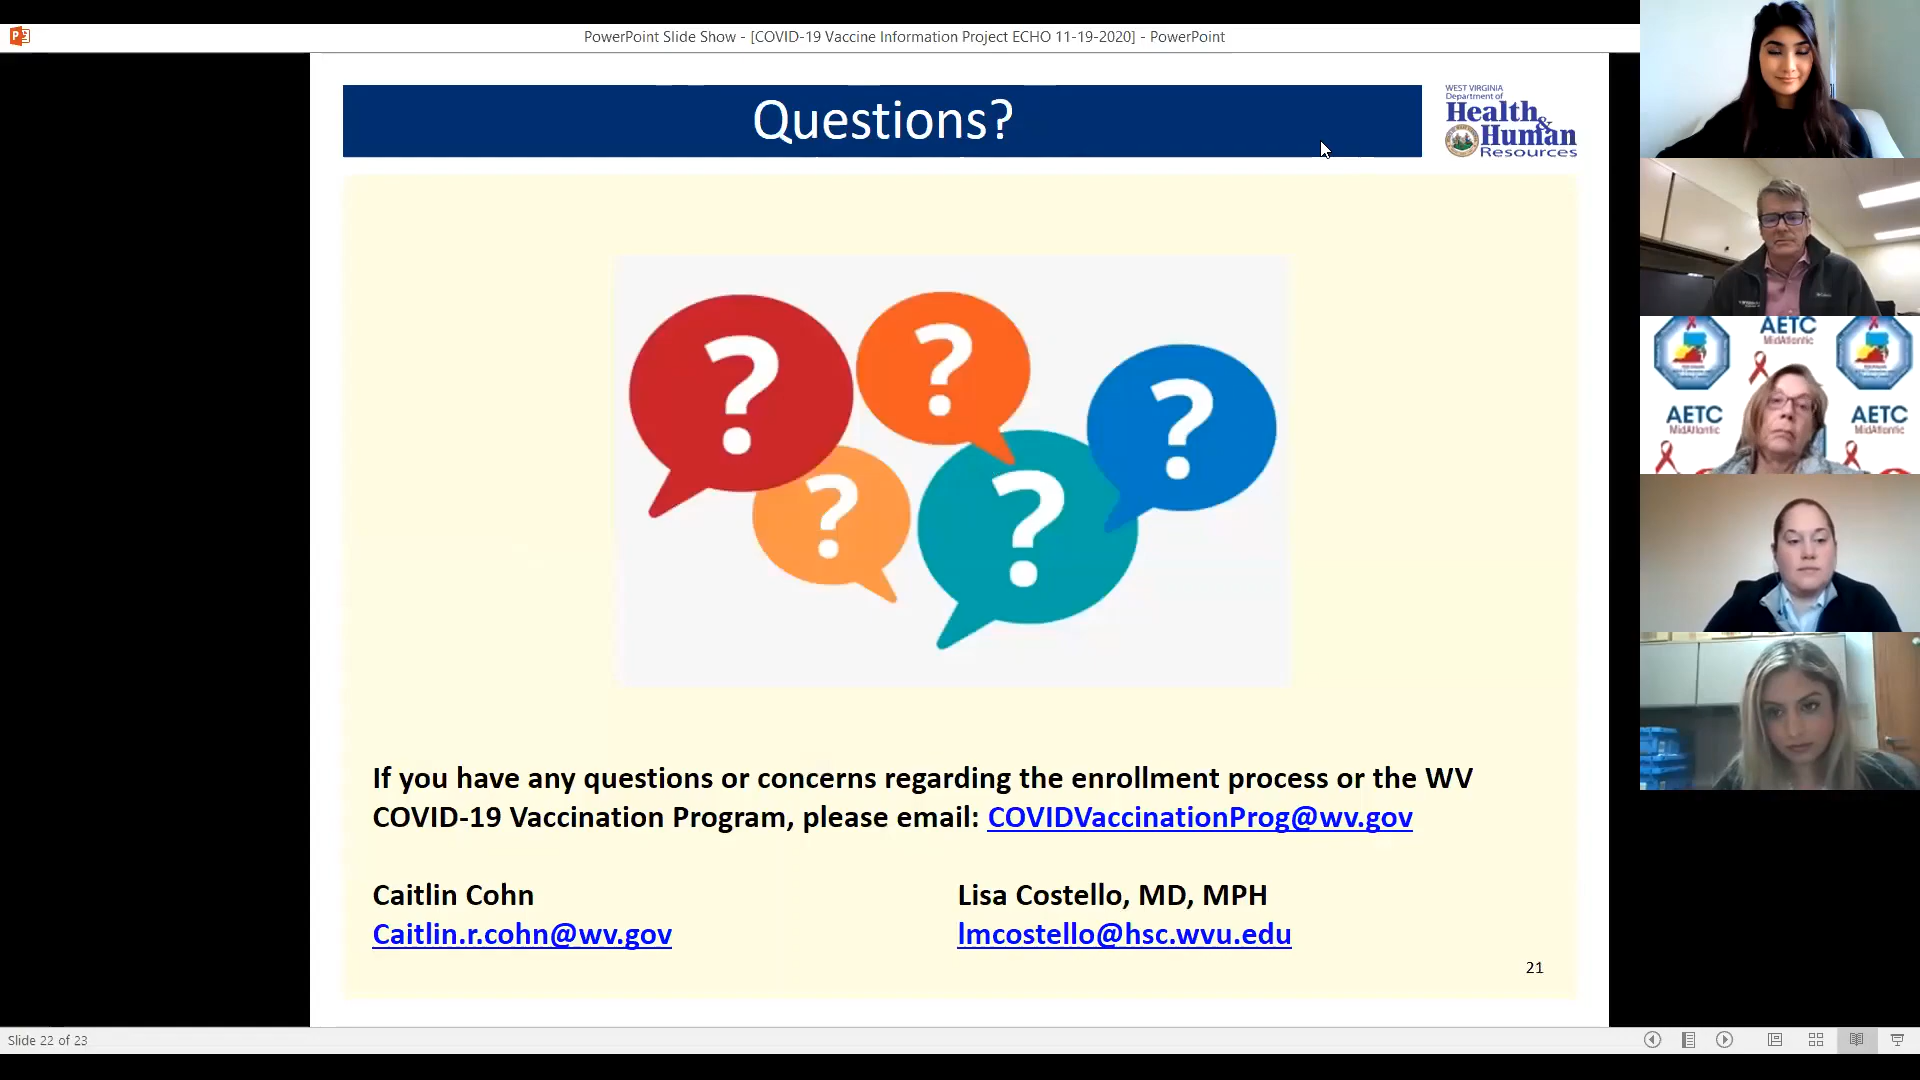 PowerPoint Slide Show - [COVID-19 Vaccine Information Project ECHO 11-19-2020] - PowerPoint
Questions?
WEST VIRGINIA
Department of
Health
&
Human
Resources
?
?
?
?
?
If you have any questions or concerns regarding the enrollment process or the WV
COVID-19 Vaccination Program, please email: COVIDVaccinationProg@wv.gov
Caitlin Cohn
Caitlin.r.cohn@wv.gov
Lisa Costello, MD, MPH
lmcostello@hsc.wvu.edu
21
AETC
MidAtlantic
AETC
MidAtlantic
AETC
MidAtlantic
Slide 22 of 23